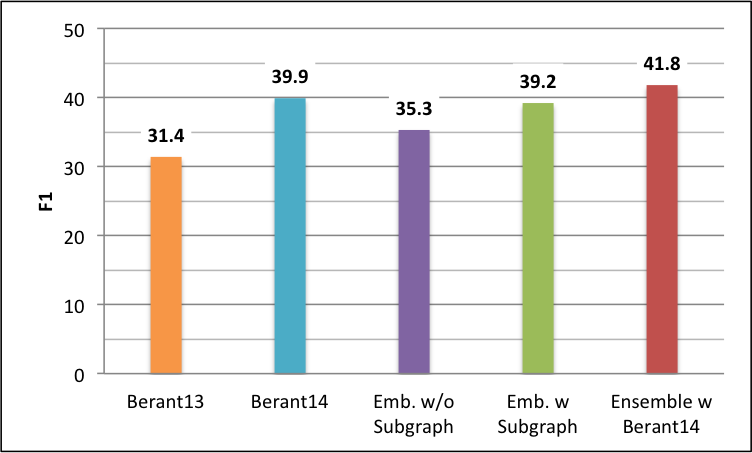 50
40
30
20
10
0
F1
31.4
39.9
35.3
39.2
41.8
Berant13
Berant14
Emb. w/o
Subgraph
Emb. w
Subgraph
Ensemble w
Berant14